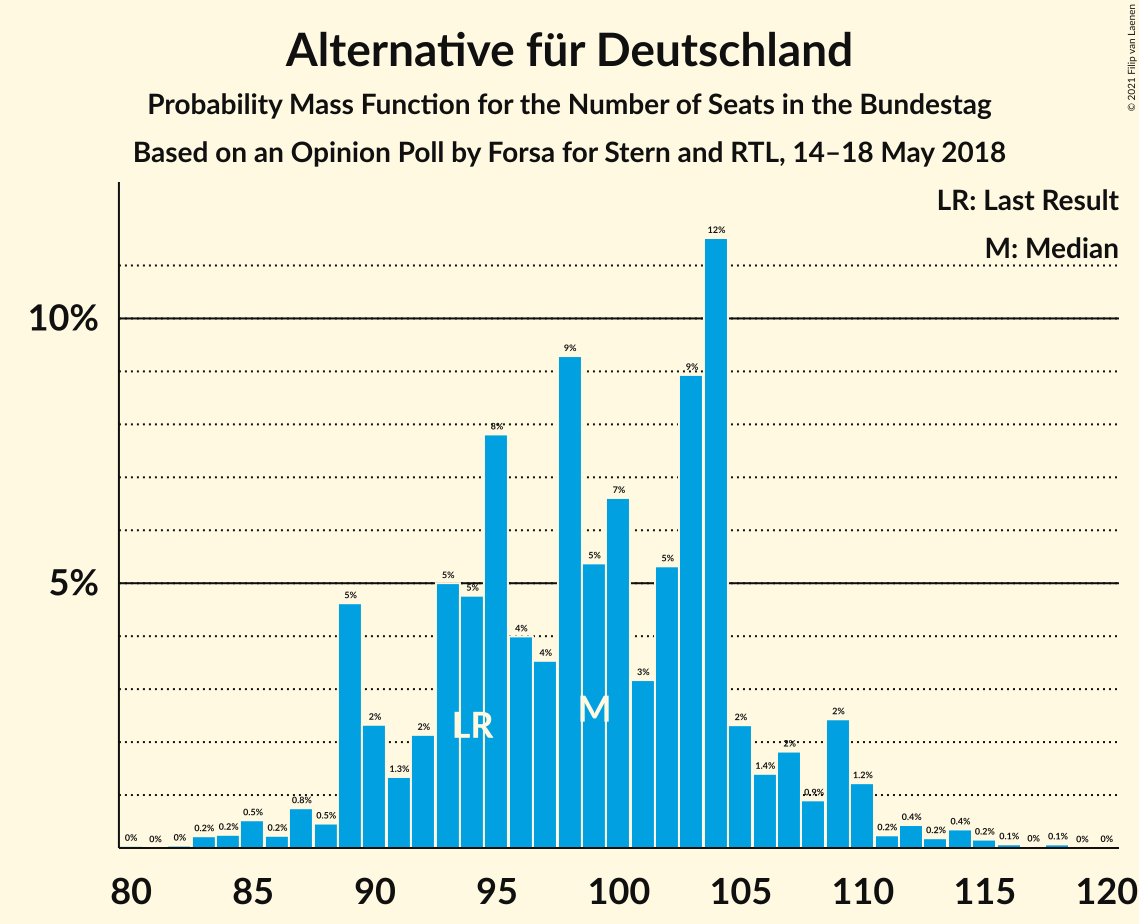 Alternative für Deutschland
Probability Mass Function for the Number of Seats in the Bundestag
Based on an Opinion Poll by Forsa for Stern and RTL, 14–18 May 2018
© 2021 Filip van Laenen
LR: Last Result
M: Median
10%
5%
0% 0% 0% 0.2% 0.2% 0.5% 0.2% 0.8% 0.5% 5% 2% 1.3% 2% 5% 5% 8% 4% 4% 9% 5% 7% 3% 5% 9% 12% 2% 1.4% 2% 0.9% 2% 1.2% 0.2% 0.4% 0.2% 0.4% 0.2% 0.1% 0% 0.1% 0% 0%
LR M
80 85 90 95 100 105 110 115 120